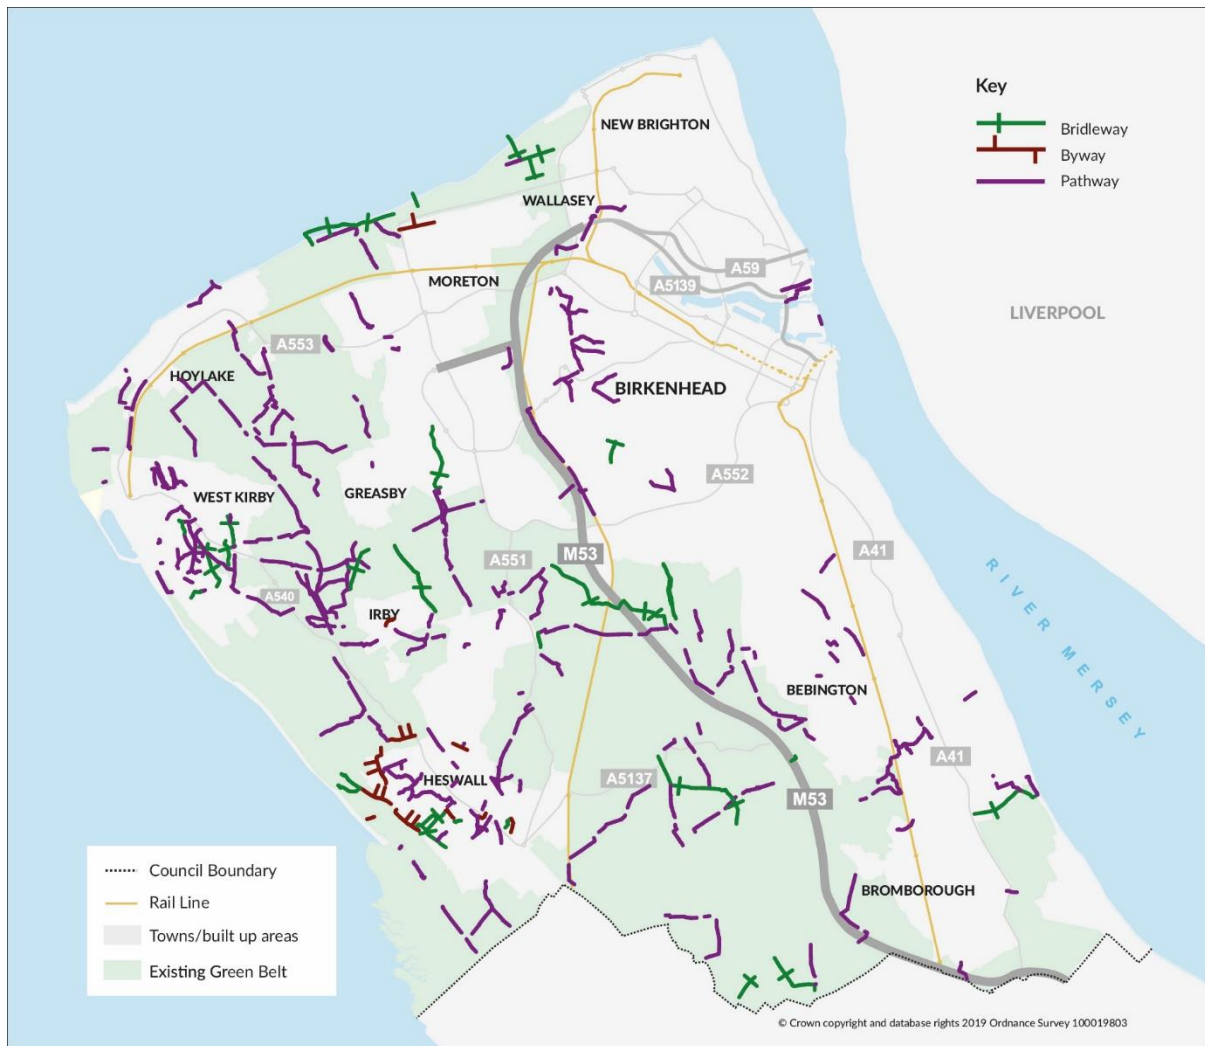 Key
Bridleway
Byway
Pathway
NEW BRIGHTON
WALLASEY
A59
A5139
MORETON
LIVERPOOL
A553
HOYLAKE
BIRKENHEAD
A552
WEST KIRBY
GREASBY
A551
M53
A41
A540
IRBY
RIVER MERSEY
BEBINGTON
A41
HESWALL
A5137
M53
BROMBOROUGH
Council Boundary
Rail Line
Towns/built up areas
Existing Green Belt
© Crown copyright and database rights 2019 Ordnance Survey 100019803